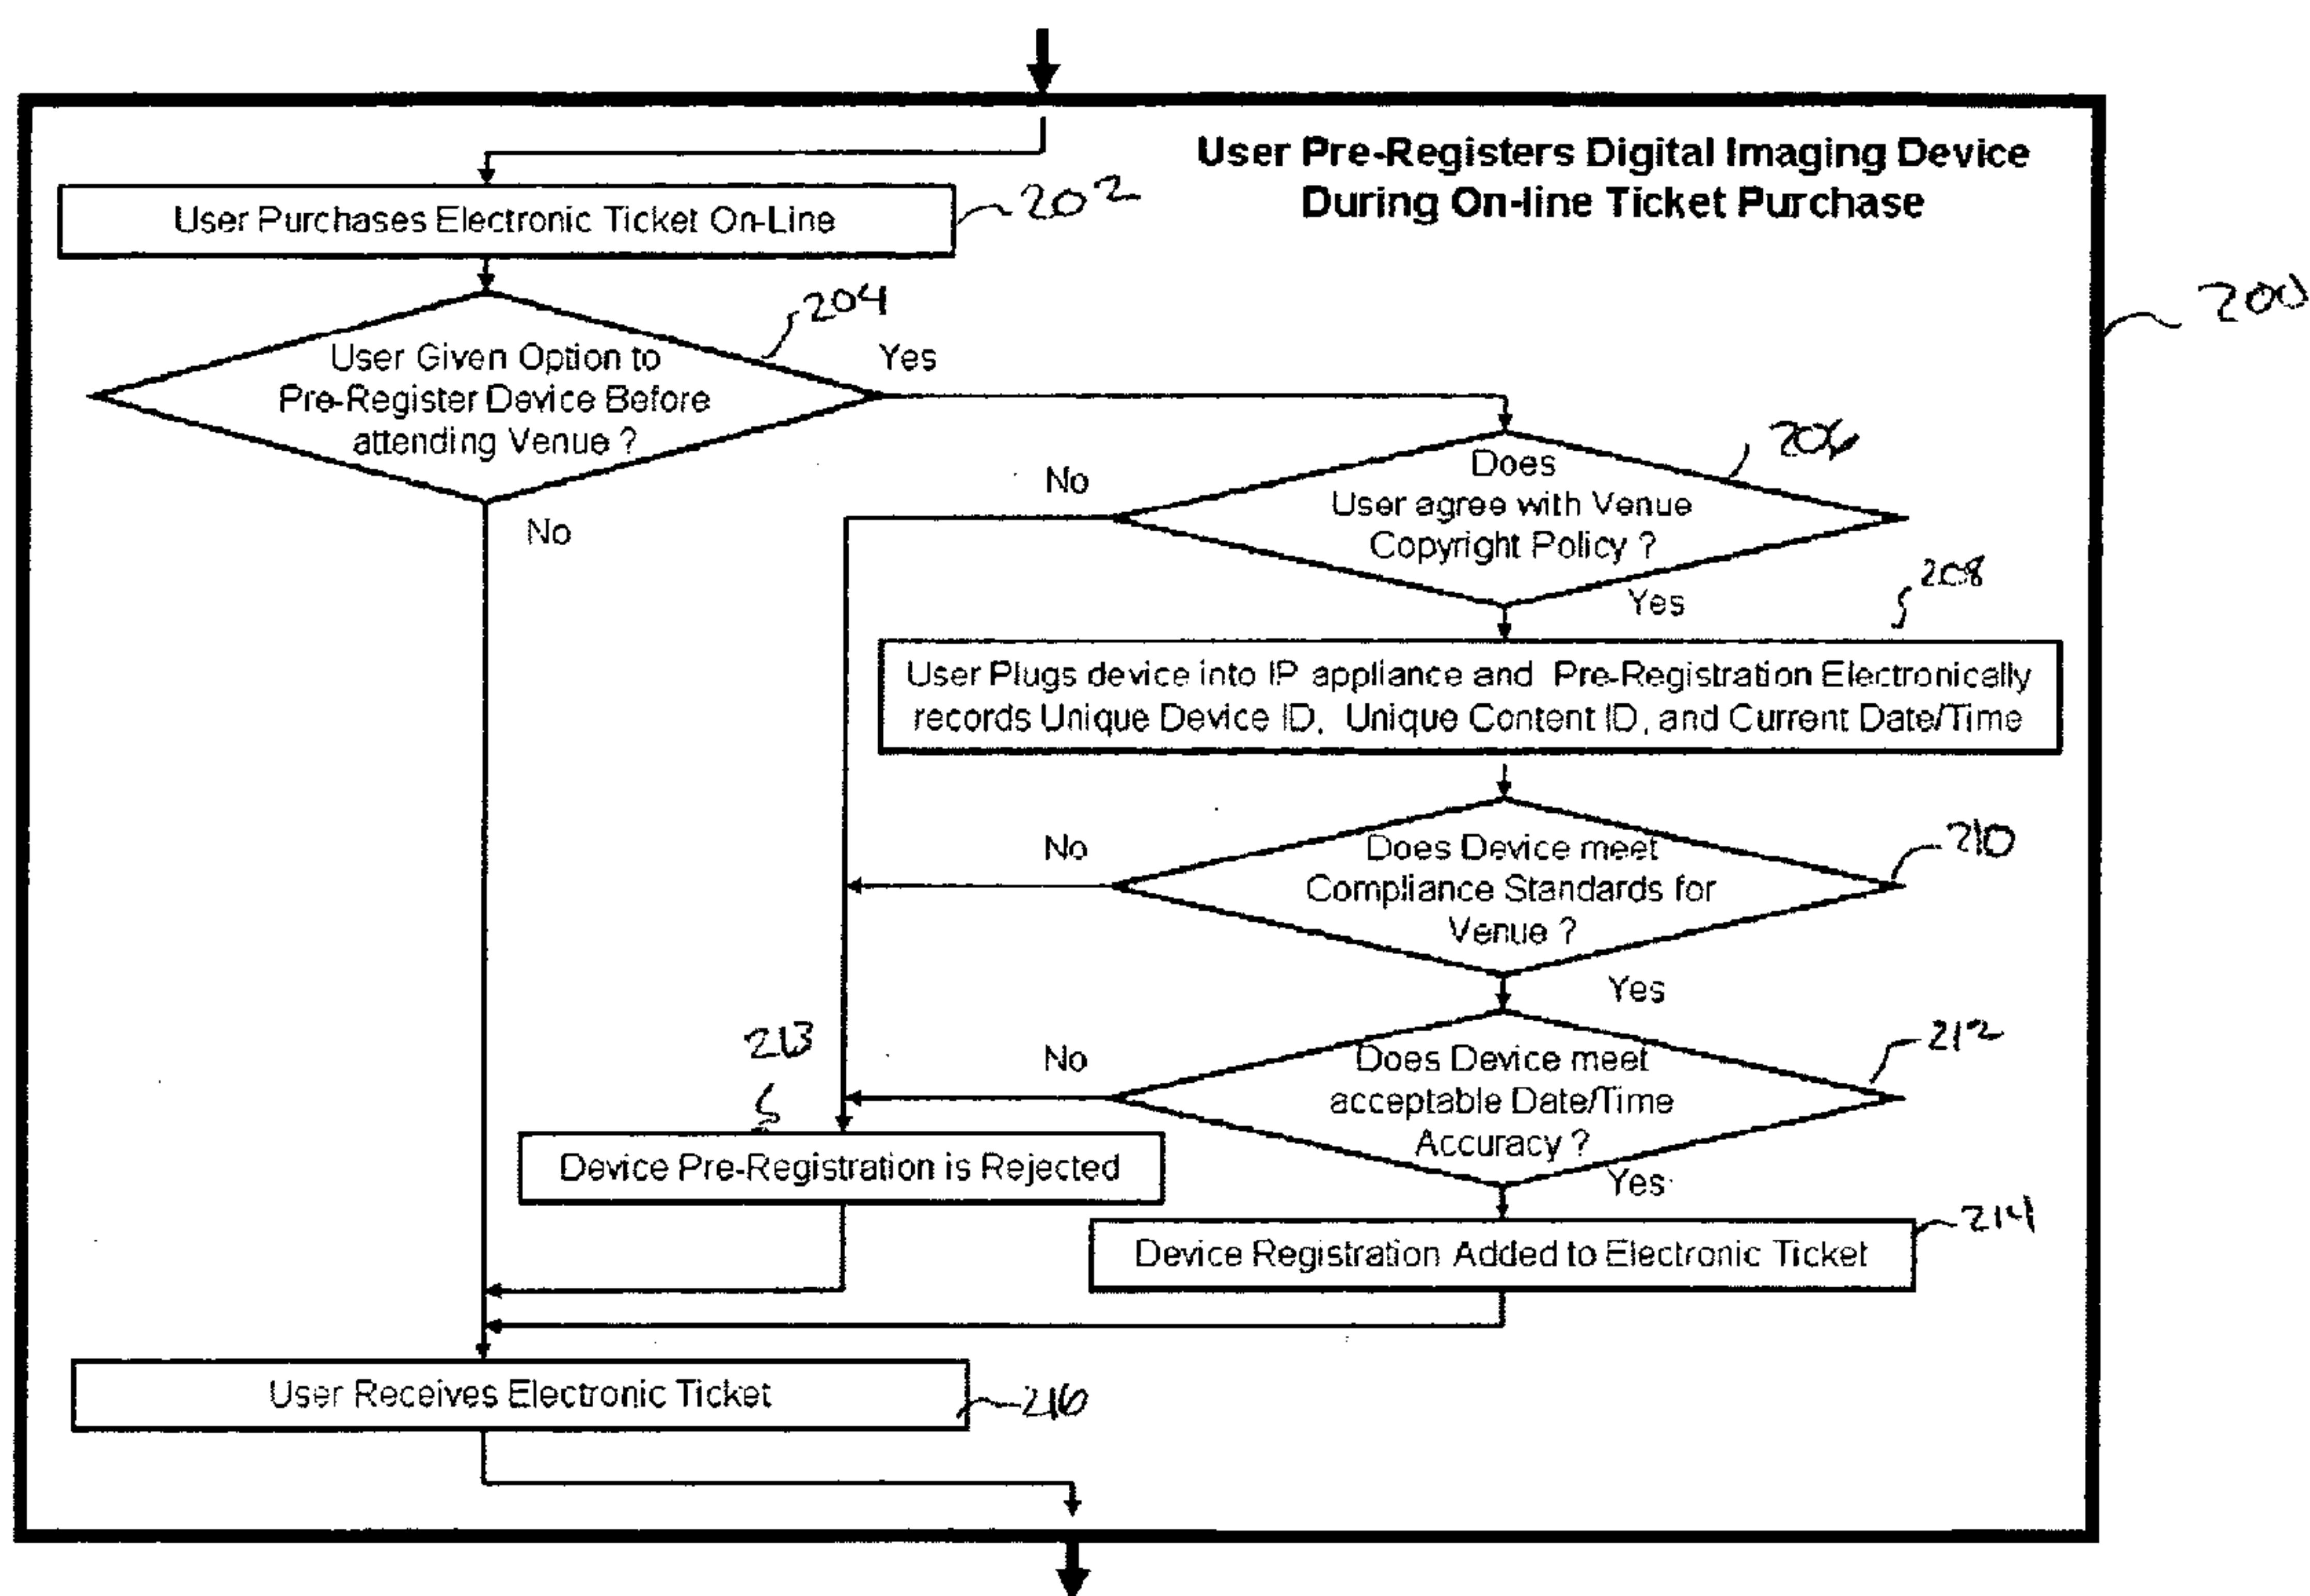 User Pre-Registers Digital Imaging Device
During On-line Ticket Purchase
User Purchases Electronic Ticket On-Line
202
200
204
User Given Option to
Pre-Register Device Before
attending Venue ?
Yes
No
206
Does
User agree with Venue
Copyright Policy ?
No
Yes
208
User Plugs device into IP appliance and Pre-Registration Electronically
records Unique Device ID, Unique Content ID, and Current Date/Time
210
Does Device meet
Compliance Standards for
Venue ?
No
Yes
212
Does Device meet
acceptable Date/Time
Accuracy ?
No
Yes
213
Device Pre-Registration is Rejected
214
Device Registration Added to Electronic Ticket
User Receives Electronic Ticket
216